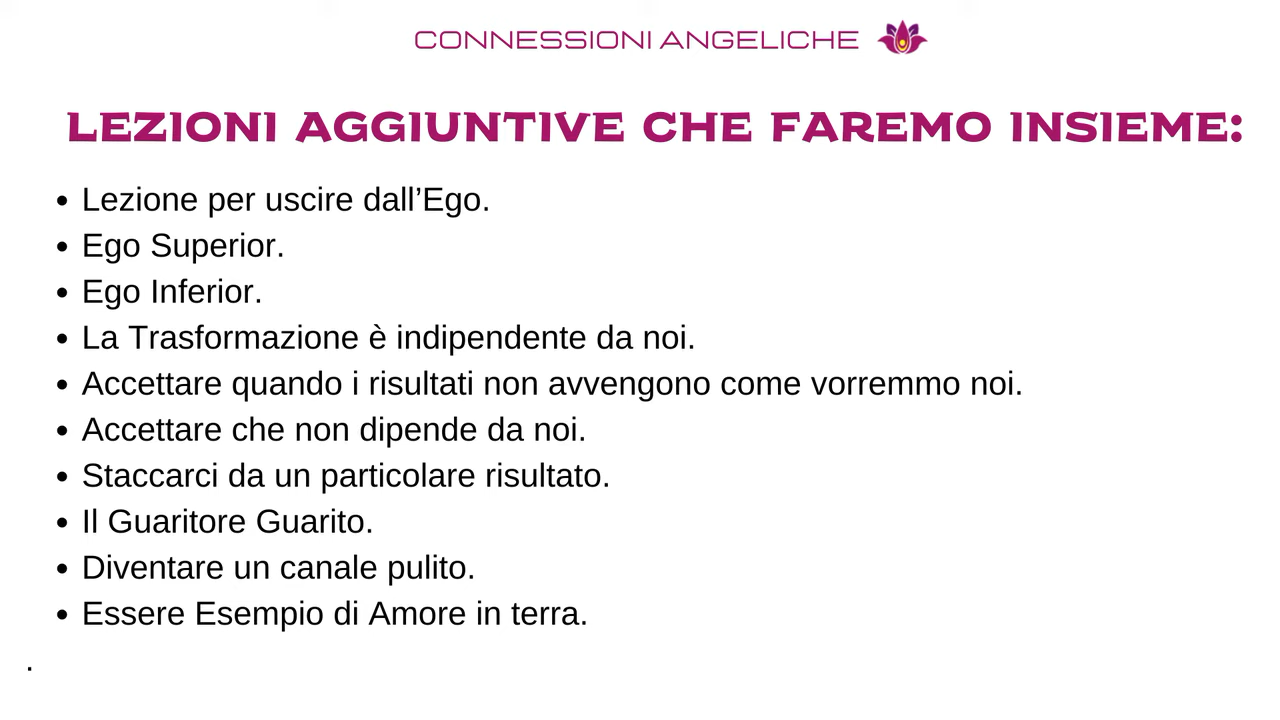 CONNESSIONI ANGELICHE
LEZIONI AGGIUNTIVE CHE FAREMO INSIEME:
• Lezione per uscire dall’Ego.
• Ego Superior.
• Ego Inferior.
• La Trasformazione è indipendente da noi.
• Accettare quando i risultati non avvengono come vorremmo noi.
• Accettare che non dipende da noi.
• Staccarci da un particolare risultato.
• Il Guaritore Guarito.
• Diventare un canale pulito.
• Essere Esempio di Amore in terra.
.